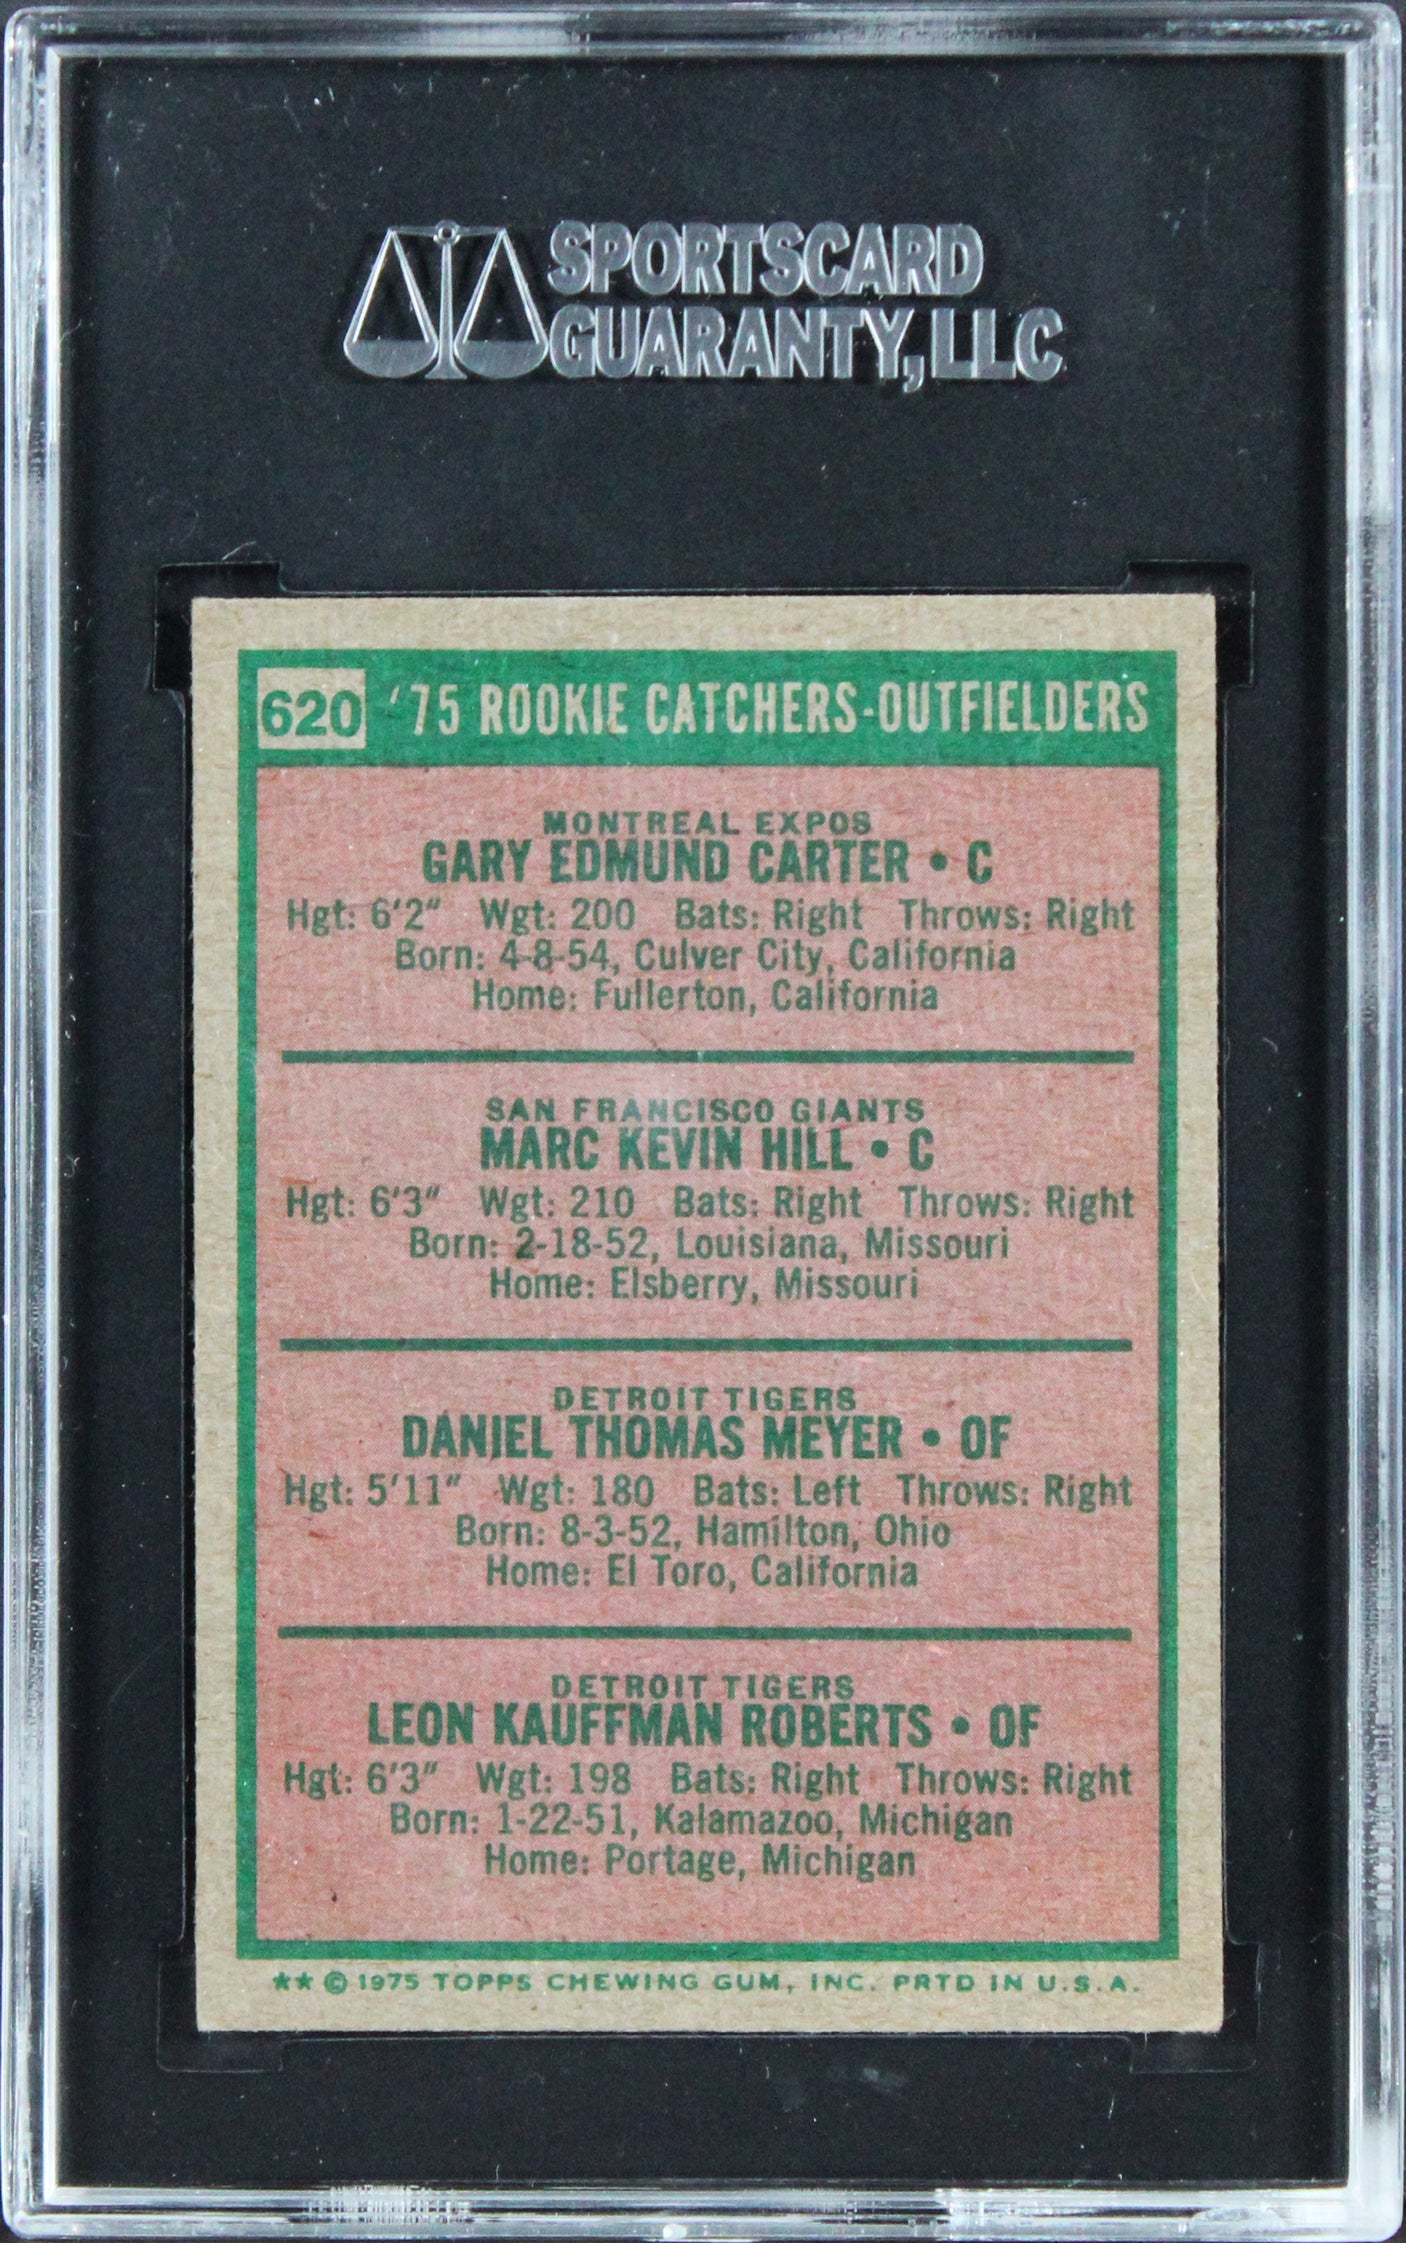 SPORTSCARD
GUARANTY, LLC
620 '75 ROOKIE CATCHERS-OUTFIELDERS
MONTREAL EXPOS
GARY EDMUND CARTER • C
Hgt: 6'2" Wgt: 200 Bats: Right Throws: Right
Born: 4-8-54, Culver City, California
Home: Fullerton, California
SAN FRANCISCO GIANTS
MARC KEVIN HILL • C
Hgt: 6'3" Wgt: 210 Bats: Right Throws: Right
Born: 2-18-52, Louisiana, Missouri
Home: Elsberry, Missouri
DETROIT TIGERS
DANIEL THOMAS MEYER • OF
Hgt: 5'11" Wgt: 180 Bats: Left Throws: Right
Born: 8-3-52, Hamilton, Ohio
Home: El Toro, California
DETROIT TIGERS
LEON KAUFFMAN ROBERTS • OF
Hgt: 6'3" Wgt: 198 Bats: Right Throws: Right
Born: 1-22-51, Kalamazoo, Michigan
Home: Portage, Michigan
★★ © 1975 TOPPS CHEWING GUM, INC. PRTD IN U.S.A.